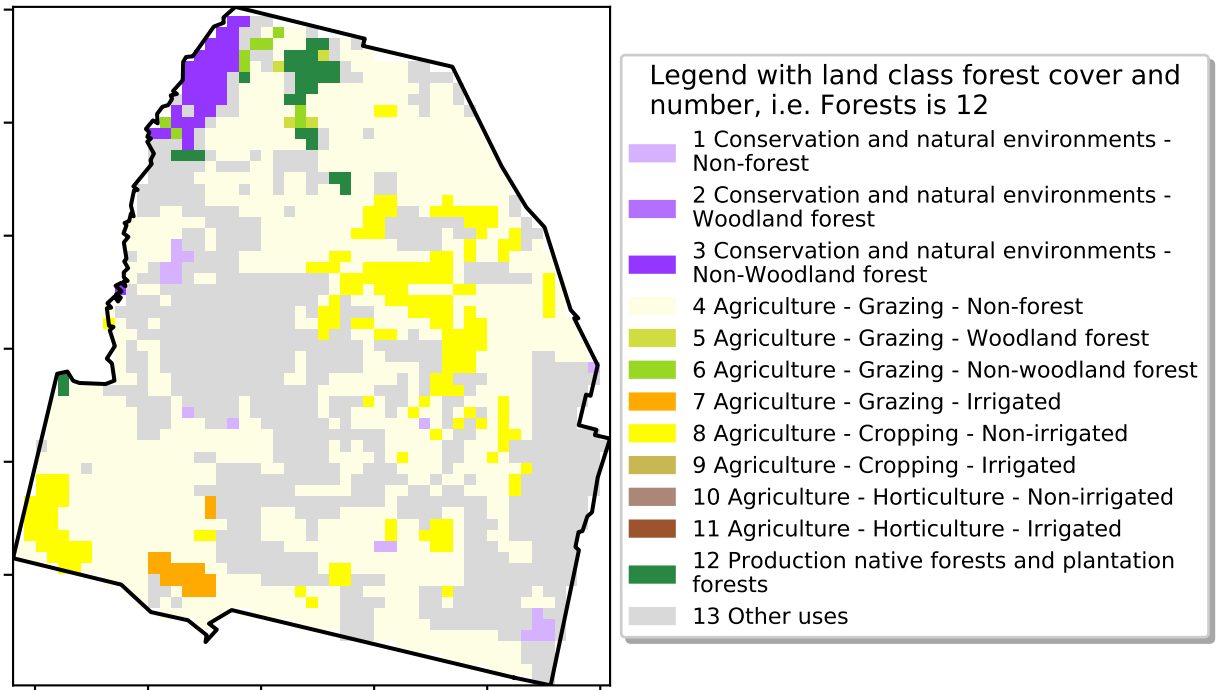 Legend with land class forest cover and
number, i.e. Forests is 12
1 Conservation and natural environments -
Non-forest
2 Conservation and natural environments -
Woodland forest
3 Conservation and natural environments -
Non-Woodland forest
4 Agriculture - Grazing - Non-forest
5 Agriculture - Grazing - Woodland forest
6 Agriculture - Grazing - Non-woodland forest
7 Agriculture - Grazing - Irrigated
8 Agriculture - Cropping - Non-irrigated
9 Agriculture - Cropping - Irrigated
10 Agriculture - Horticulture - Non-irrigated
11 Agriculture - Horticulture - Irrigated
12 Production native forests and plantation
forests
13 Other uses